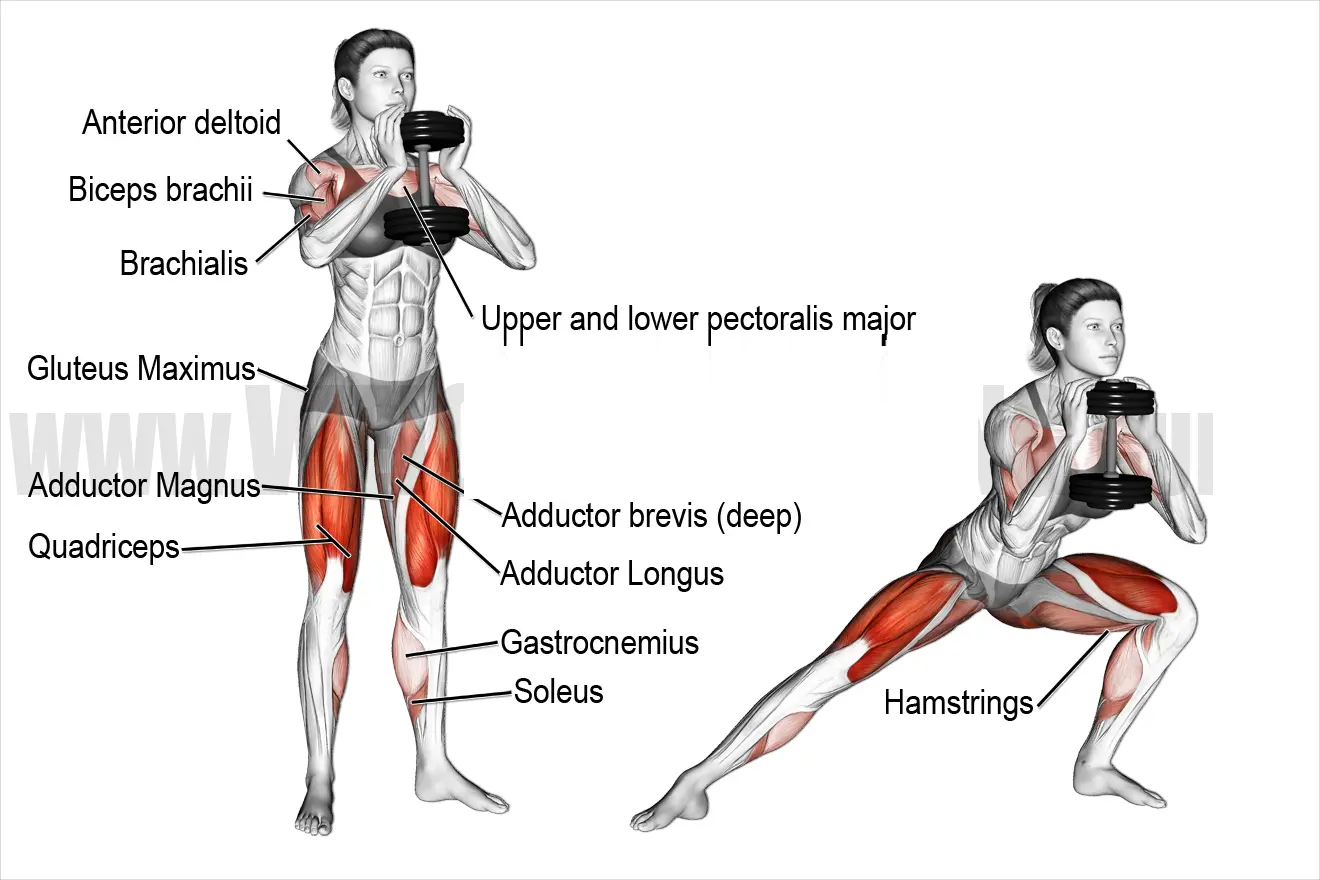 Anterior deltoid
Biceps brachii
Brachialis
Upper and lower pectoralis major
Gluteus Maximus
www
Adductor Magnus
Quadriceps
Adductor brevis (deep)
Adductor Longus
Gastrocnemius
Soleus
Hamstrings